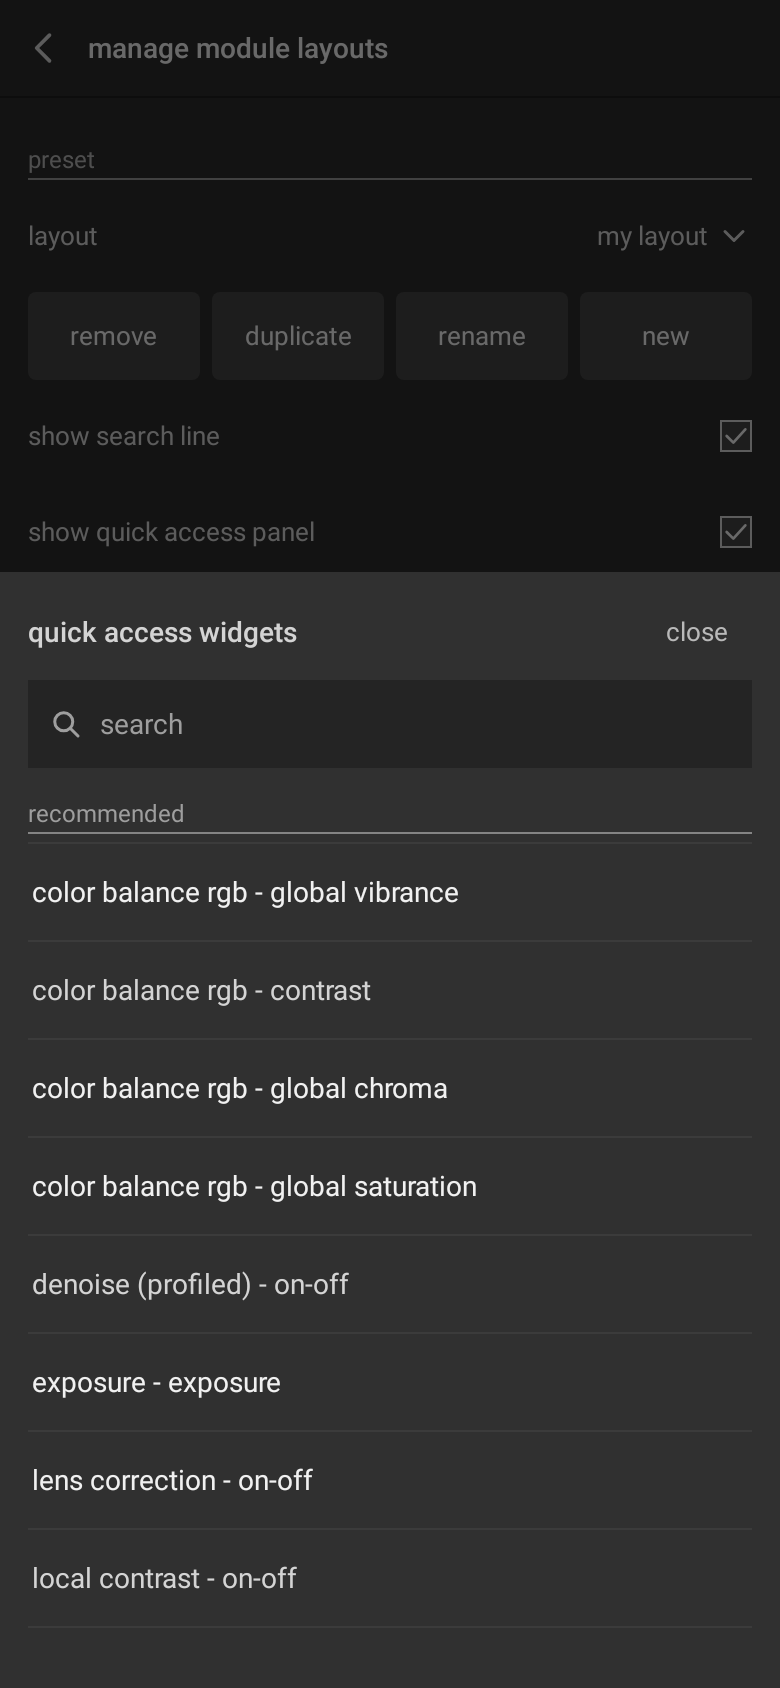 manage module layouts
preset
layout
my layout
remove
duplicate
rename
new
show search line
show quick access panel
quick access widgets
close
search
recommended
color balance rgb - global vibrance
color balance rgb - contrast
color balance rgb - global chroma
color balance rgb - global saturation
denoise (profiled) - on-off
exposure - exposure
lens correction - on-off
local contrast - on-off